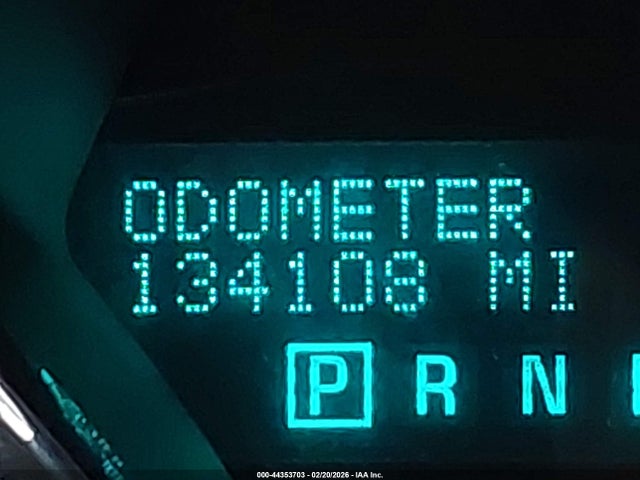 ODOMETER
134108 MI
P R N
000-44353703 - 02/20/2026 - IAA Inc.